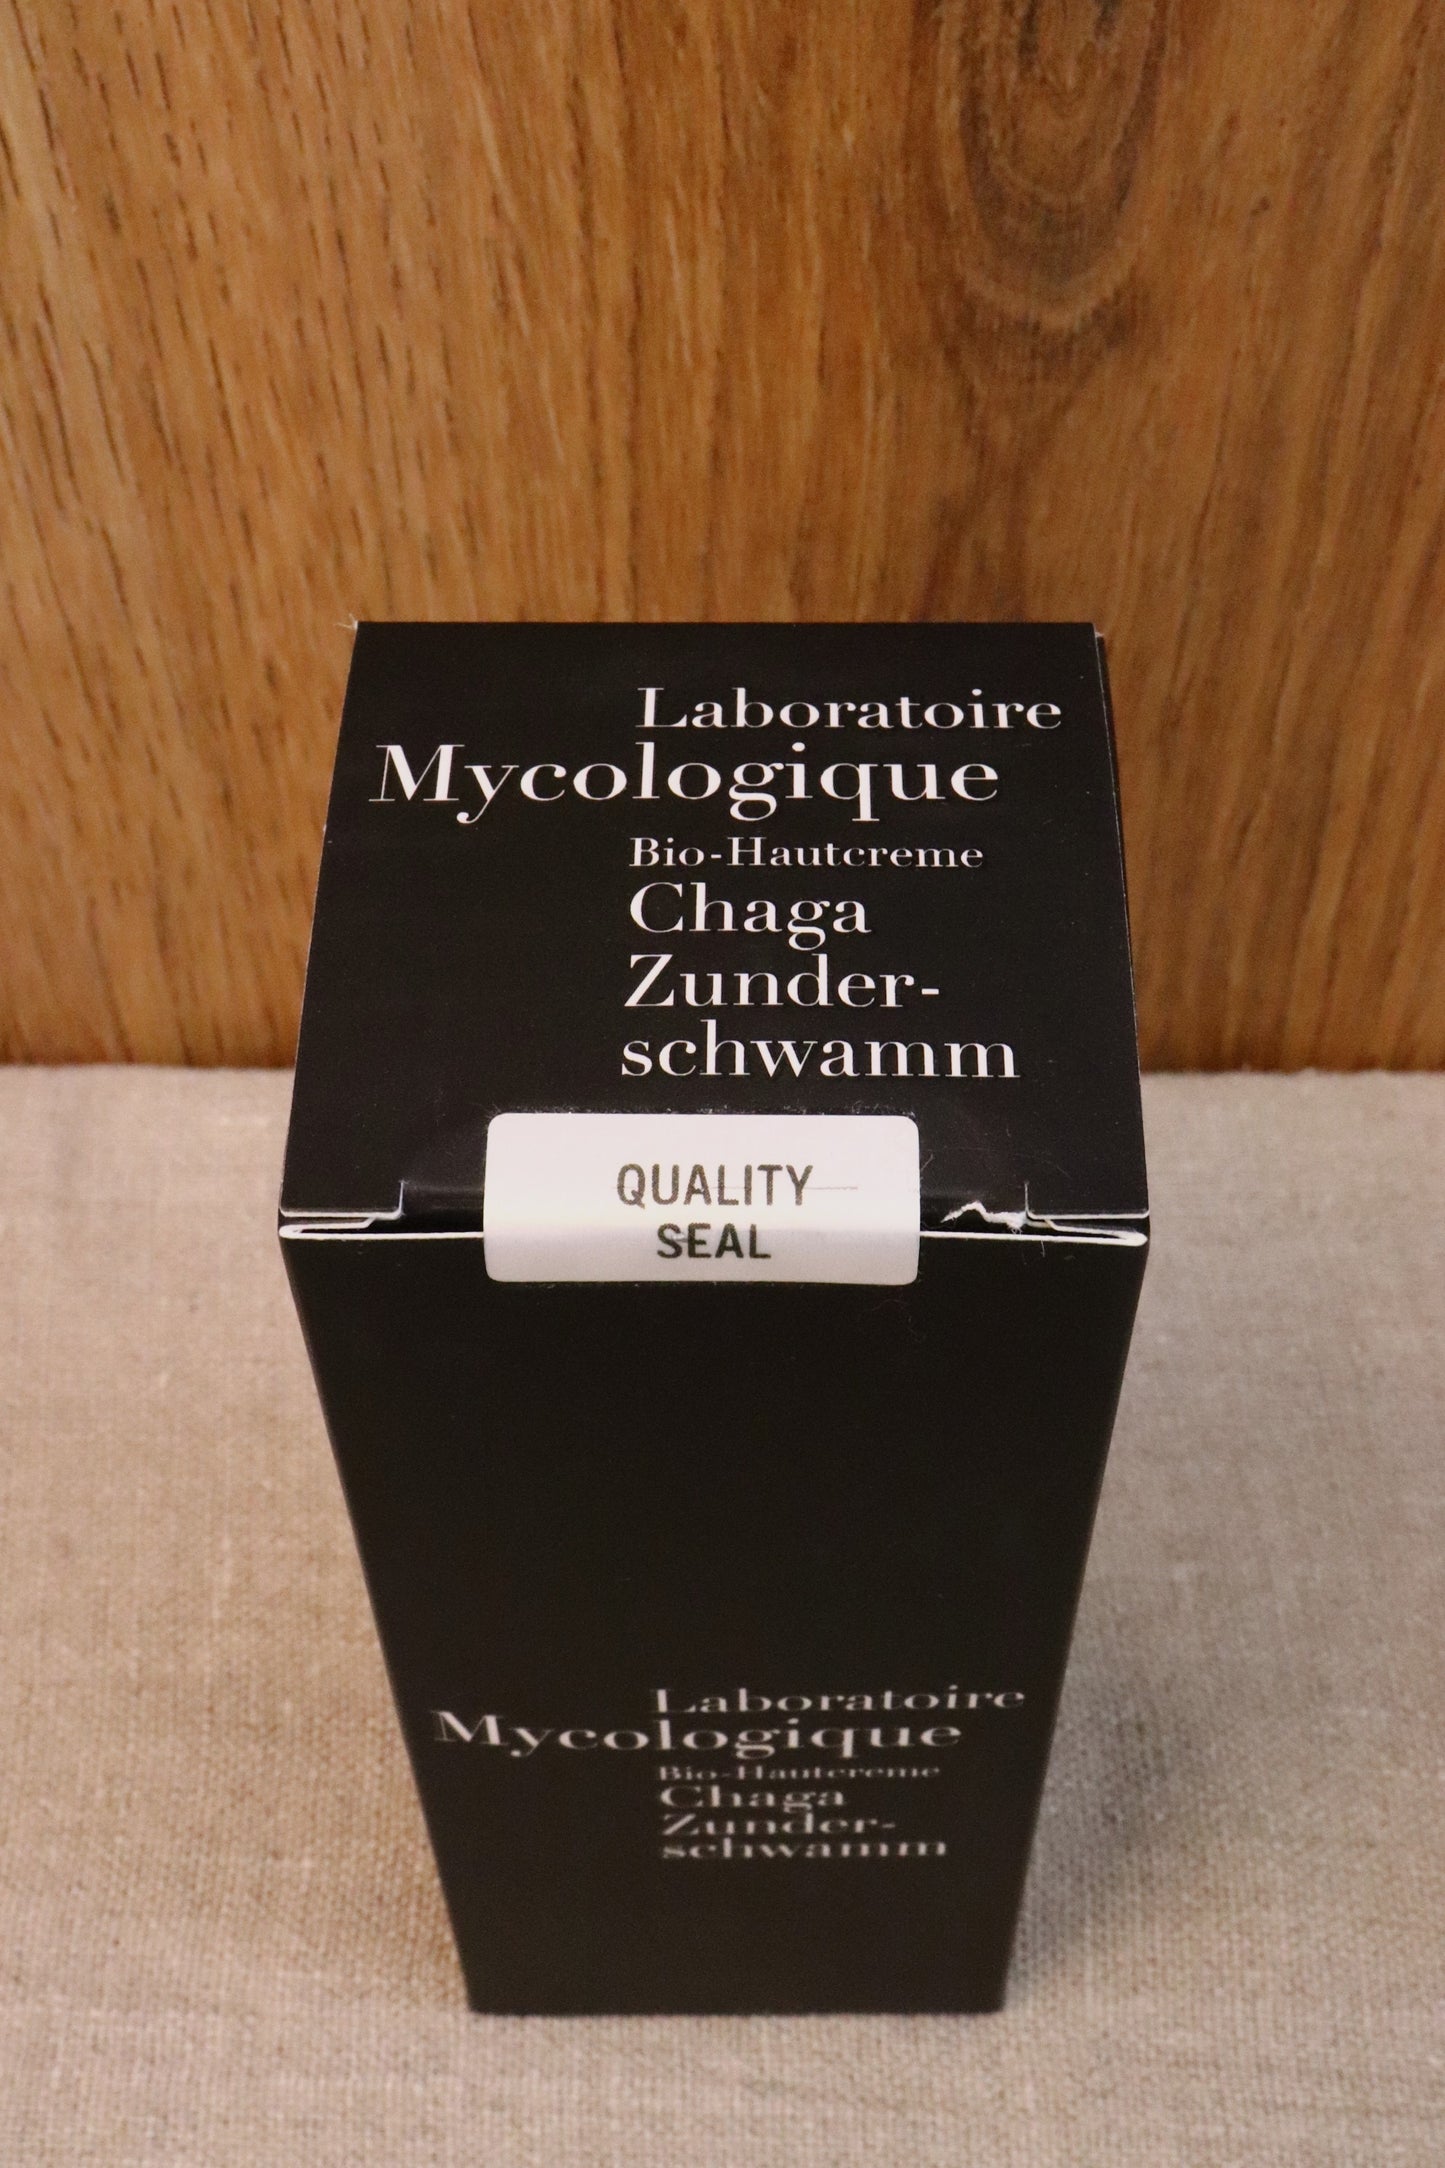 Laboratoire
Mycologique
Bio-Hautcreme
Chaga
Zunder-
schwamm
QUALITY
SEAL
Laboratoire
Mycologique
Bio-Hautcreme
Chaga
Zunder-
schwamm